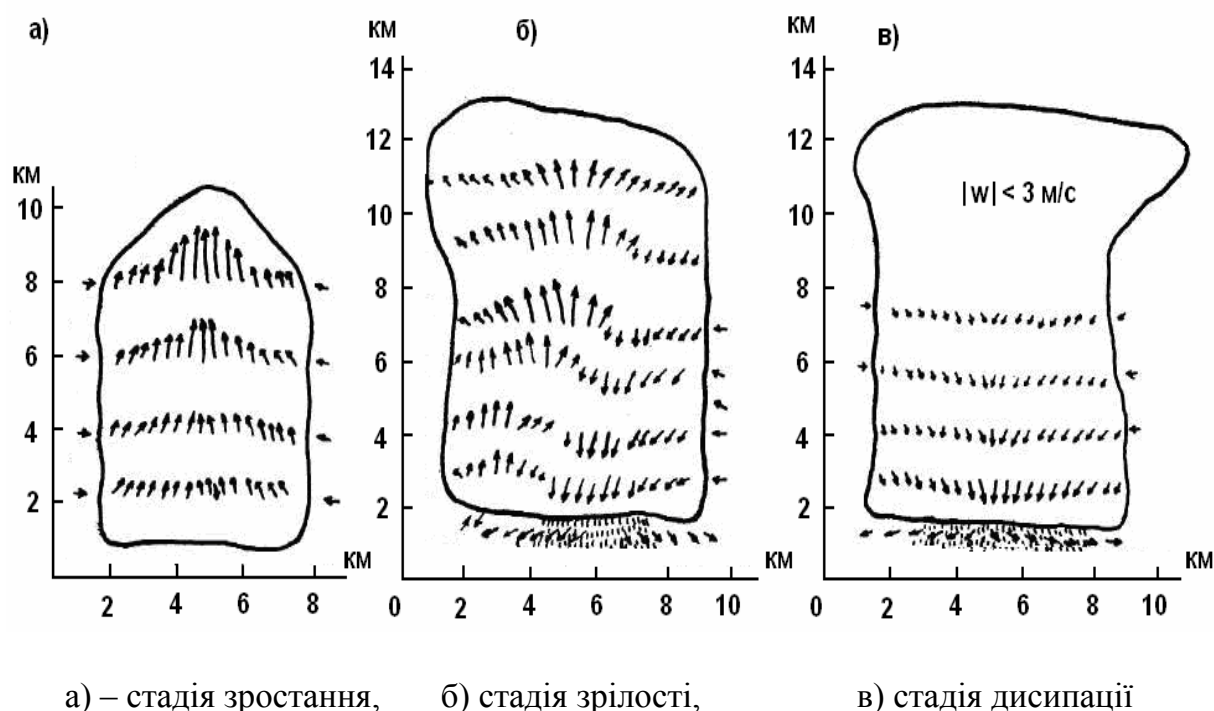 а)
км
10
8
6
4
2
км
2 4 6 8
б)
км
14
12
10
8
6
4
2
0 2 4 6 8 10
км
в)
км
14
12
10
8
6
4
2
0 2 4 6 8 10
км
|w| < 3 м/с
а) – стадія зростання, б) стадія зрілості, в) стадія дисипації